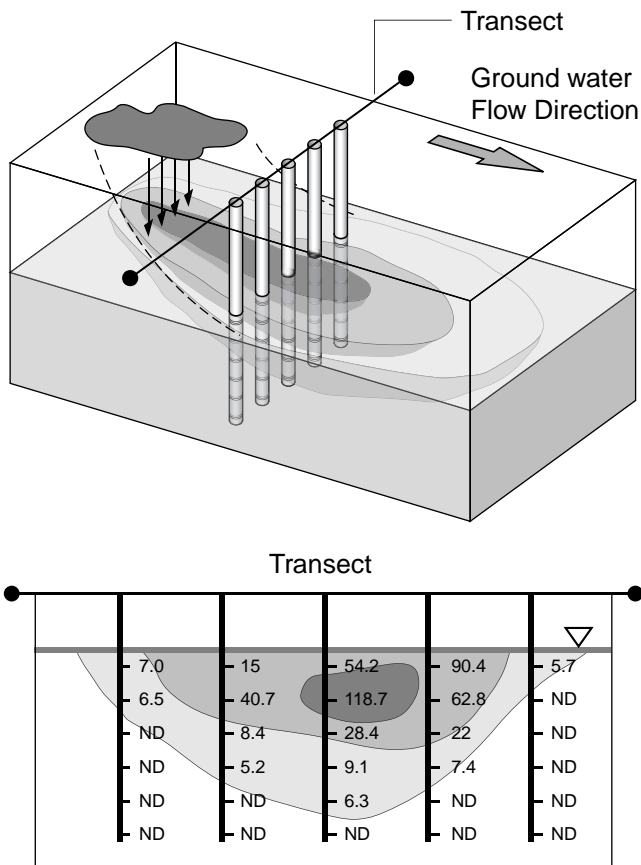 Transect
Ground water
Flow Direction
Transect
7.0 15 54.2 90.4 5.7
6.5 40.7 118.7 62.8 ND
ND 8.4 28.4 22 ND
ND 5.2 9.1 7.4 ND
ND ND 6.3 ND ND
ND ND ND ND ND